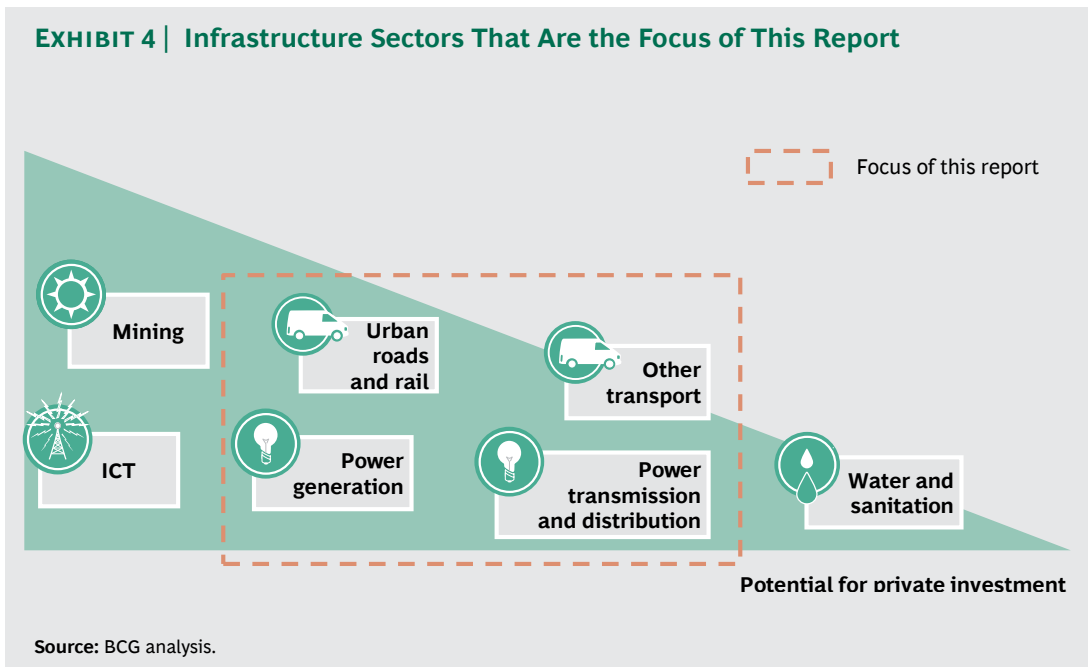 EXHIBIT 4 | Infrastructure Sectors That Are the Focus of This Report
Focus of this report
Mining
Urban
roads
and rail
Other
transport
ICT
Power
generation
Power
transmission
and distribution
Water and
sanitation
Potential for private investment
Source: BCG analysis.